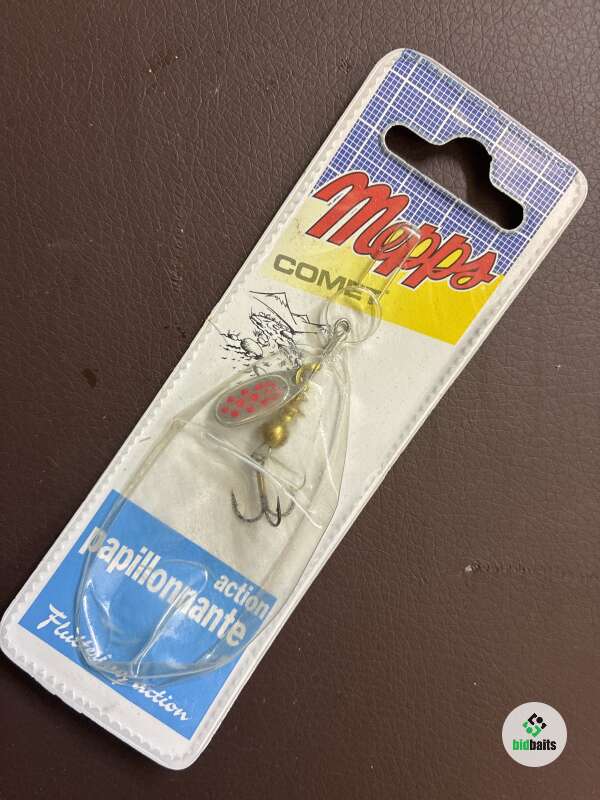 Mepps
COMET
action
papillonnante
Fluttering action
bidbaits